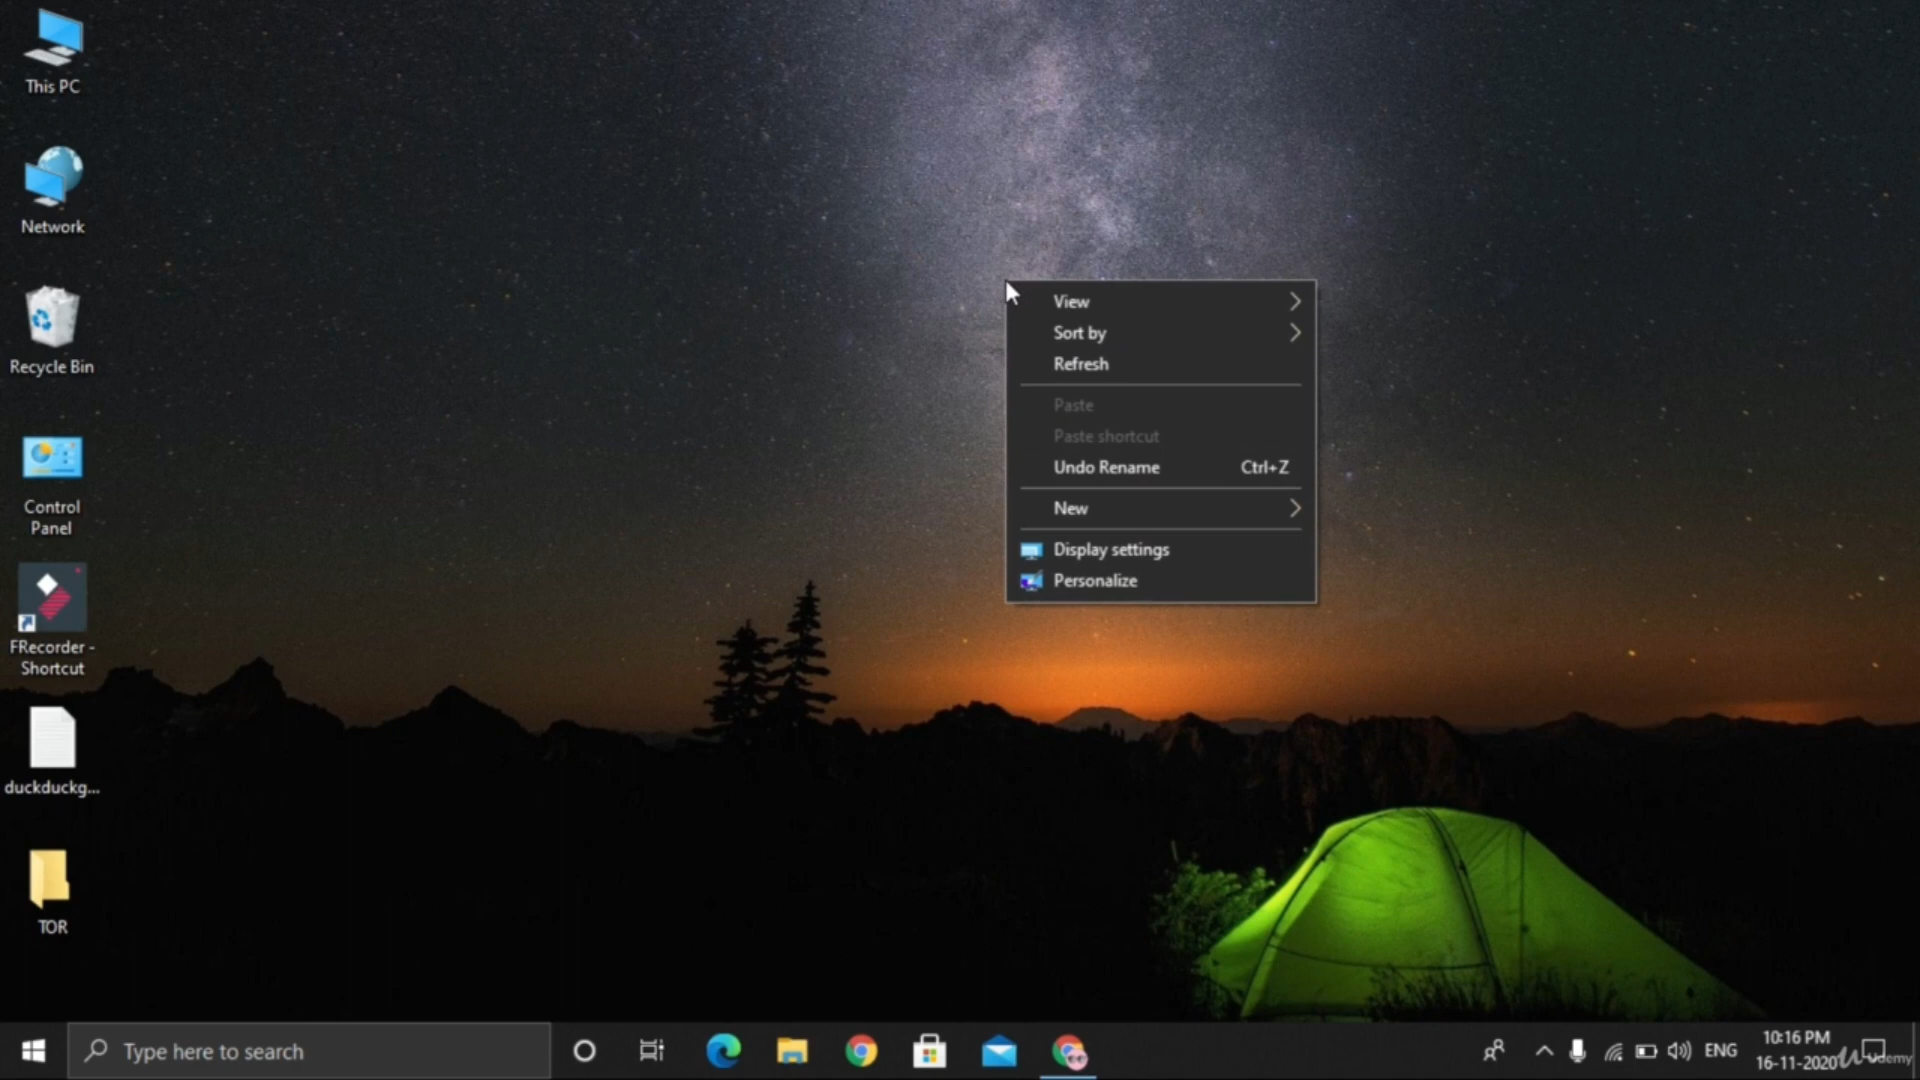 This PC
Network
Recycle Bin
Control
Panel
FRecorder -
Shortcut
duckduckg...
TOR
View
Sort by
Refresh
Paste
Paste shortcut
Undo Rename Ctrl+Z
New
Display settings
Personalize
Type here to search
ENG
10:16 PM
16-11-2020
Udemy